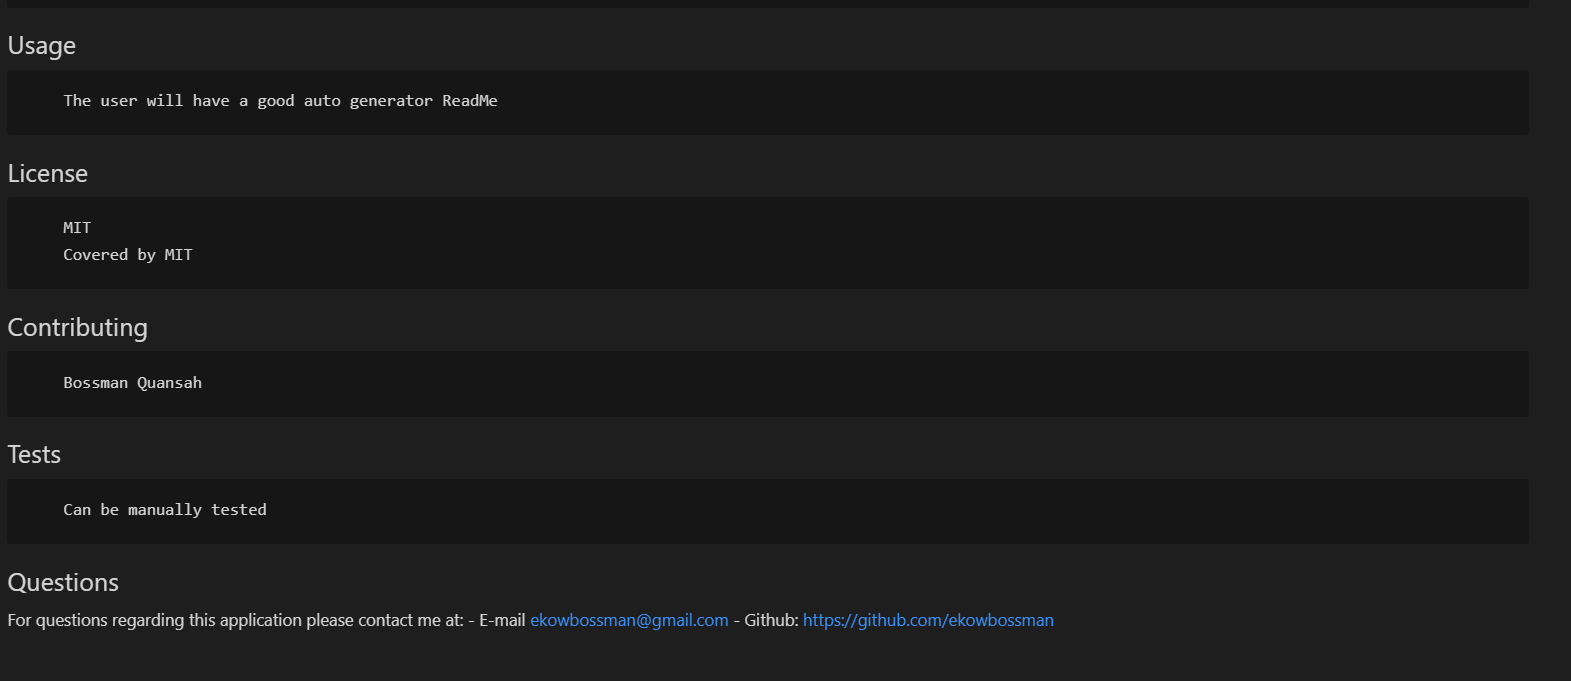 Usage
The user will have a good auto generator ReadMe
License
MIT
Covered by MIT
Contributing
Bossman Quansah
Tests
Can be manually tested
Questions
For questions regarding this application please contact me at: - E-mail ekowbossman@gmail.com - Github: https://github.com/ekowbossman